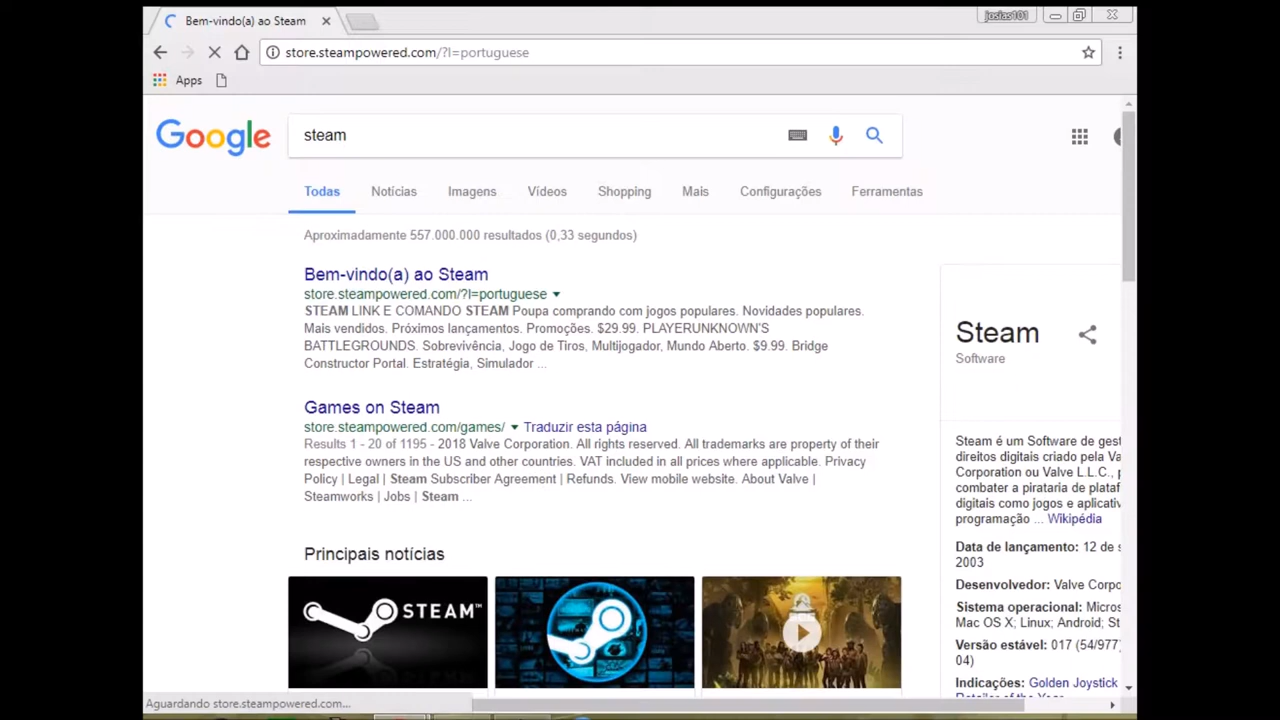 Bem-vindo(a) ao Steam
josias101
store.steampowered.com/?l=portuguese
Apps
Google
steam
Todas Notícias Imagens Vídeos Shopping Mais Configurações Ferramentas
Aproximadamente 557.000.000 resultados (0,33 segundos)
Bem-vindo(a) ao Steam
store.steampowered.com/?l=portuguese
STEAM LINK E COMANDO STEAM Poupa comprando com jogos populares. Novidades populares.
Mais vendidos. Próximos lançamentos. Promoções. $29.99. PLAYERUNKNOWN'S
BATTLEGROUNDS. Sobrevivência, Jogo de Tiros, Multijogador, Mundo Aberto. $9.99. Bridge
Constructor Portal. Estratégia, Simulador ...
Games on Steam
store.steampowered.com/games/ Traduzir esta página
Results 1 - 20 of 1195 - 2018 Valve Corporation. All rights reserved. All trademarks are property of their
respective owners in the US and other countries. VAT included in all prices where applicable. Privacy
Policy | Legal | Steam Subscriber Agreement | Refunds. View mobile website. About Valve |
Steamworks | Jobs | Steam ...
Principais notícias
STEAM™
Steam
Software
Steam é um Software de gest
direitos digitais criado pela Va
Corporation ou Valve L.L.C., p
combater a pirataria de plataf
digitais como jogos e aplicativ
programação ... Wikipédia
Data de lançamento: 12 de s
2003
Desenvolvedor: Valve Corpo
Sistema operacional: Micros
Mac OS X; Linux; Android; St
Versão estável: 017 (54/977)
04)
Indicações: Golden Joystick
Retailer of the Year
Aguardando store.steampowered.com...